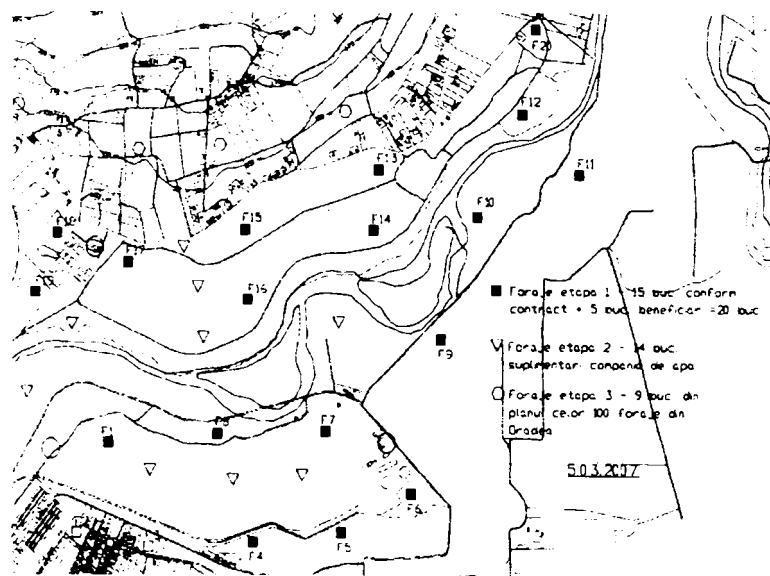 F20
F12
F13
F11
F10
F15
F14
F17
F16
Foraje etapa 1 - 15 buc conform
contract + 5 buc. beneficiar =20 buc
F9
Foraje etapa 2 - 14 buc.
suplimentar compania de apa
Foraje etapa 3 - 9 buc. din
planul celor 100 foraje din
Oradea
F1
F7
5.03.2007
F6
F4
F5